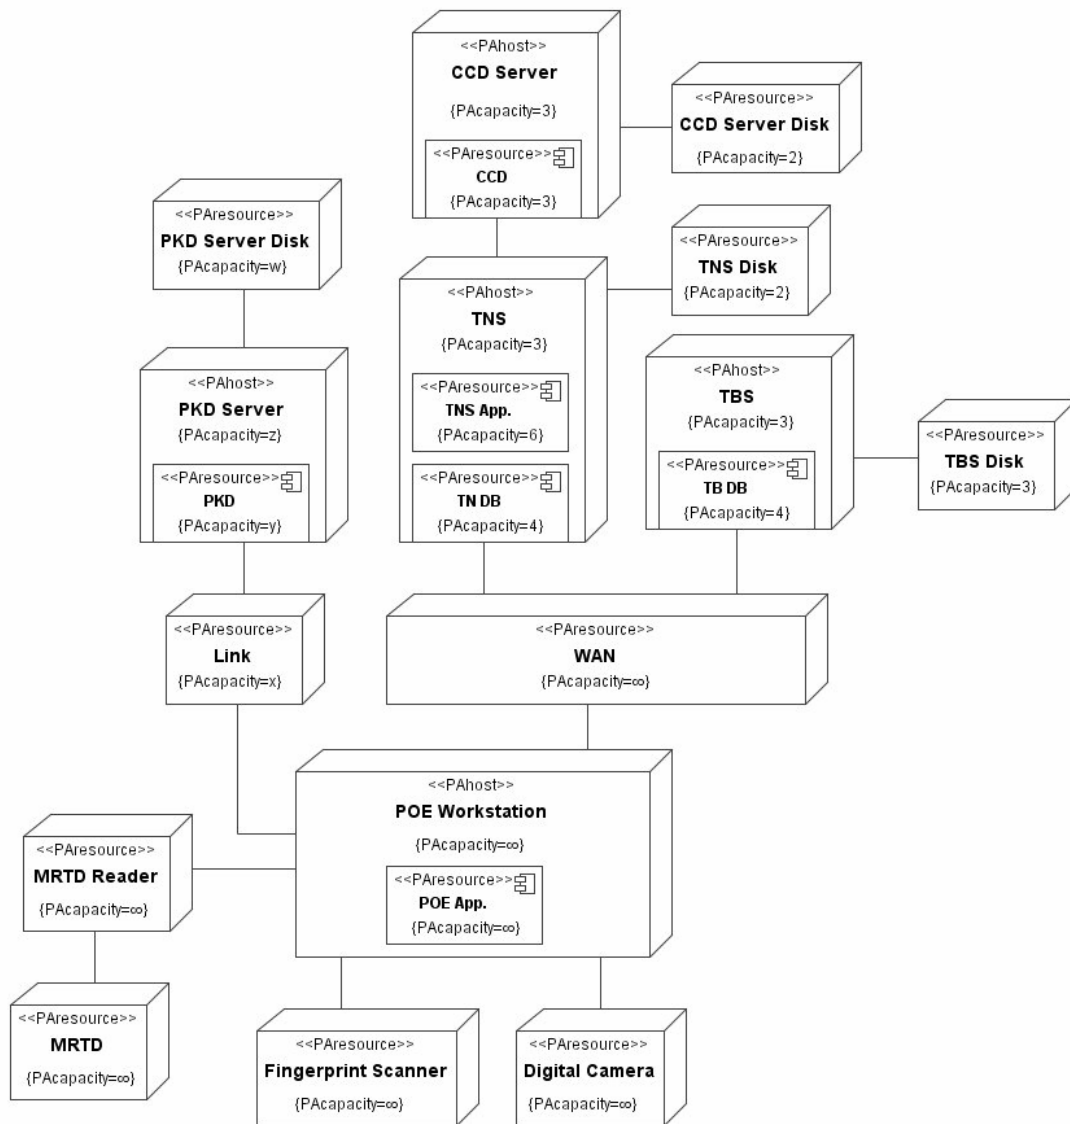 <<PAhost>>
CCD Server
{PAcapacity=3}
<<PAresource>>
CCD
{PAcapacity=3}
<<PAresource>>
CCD Server Disk
{PAcapacity=2}
<<PAresource>>
PKD Server Disk
{PAcapacity=w}
<<PAresource>>
TNS Disk
{PAcapacity=2}
<<PAhost>>
TNS
{PAcapacity=3}
<<PAresource>>
TNS App.
{PAcapacity=6}
<<PAresource>>
TN DB
{PAcapacity=4}
<<PAhost>>
PKD Server
{PAcapacity=z}
<<PAresource>>
PKD
{PAcapacity=y}
<<PAhost>>
TBS
{PAcapacity=3}
<<PAresource>>
TB DB
{PAcapacity=4}
<<PAresource>>
TBS Disk
{PAcapacity=3}
<<PAresource>>
Link
{PAcapacity=x}
<<PAresource>>
WAN
{PAcapacity=∞}
<<PAhost>>
POE Workstation
{PAcapacity=∞}
<<PAresource>>
POE App.
{PAcapacity=∞}
<<PAresource>>
MRTD Reader
{PAcapacity=∞}
<<PAresource>>
MRTD
{PAcapacity=∞}
<<PAresource>>
Fingerprint Scanner
{PAcapacity=∞}
<<PAresource>>
Digital Camera
{PAcapacity=∞}